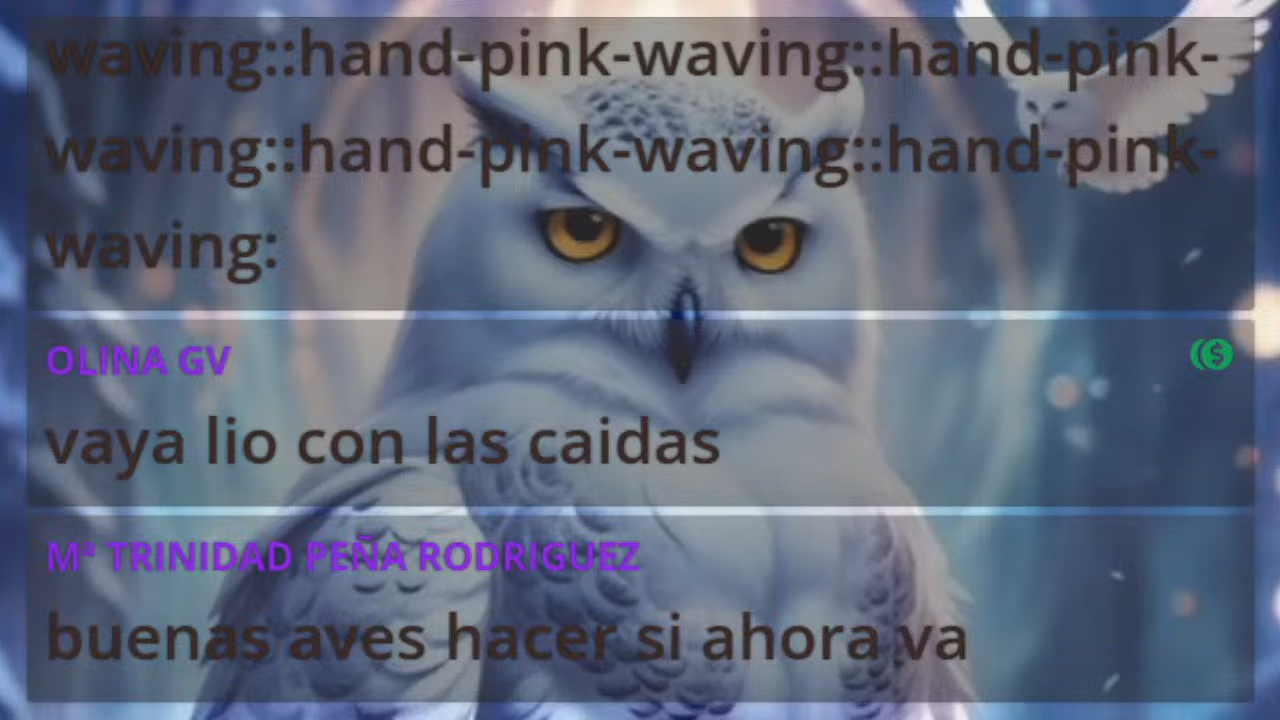 waving::hand-pink-waving::hand-pink-
waving::hand-pink-waving::hand-pink-
waving:
OLINA GV
vaya lio con las caidas
Mª TRINIDAD PEÑA RODRIGUEZ
buenas aves hacer si ahora va